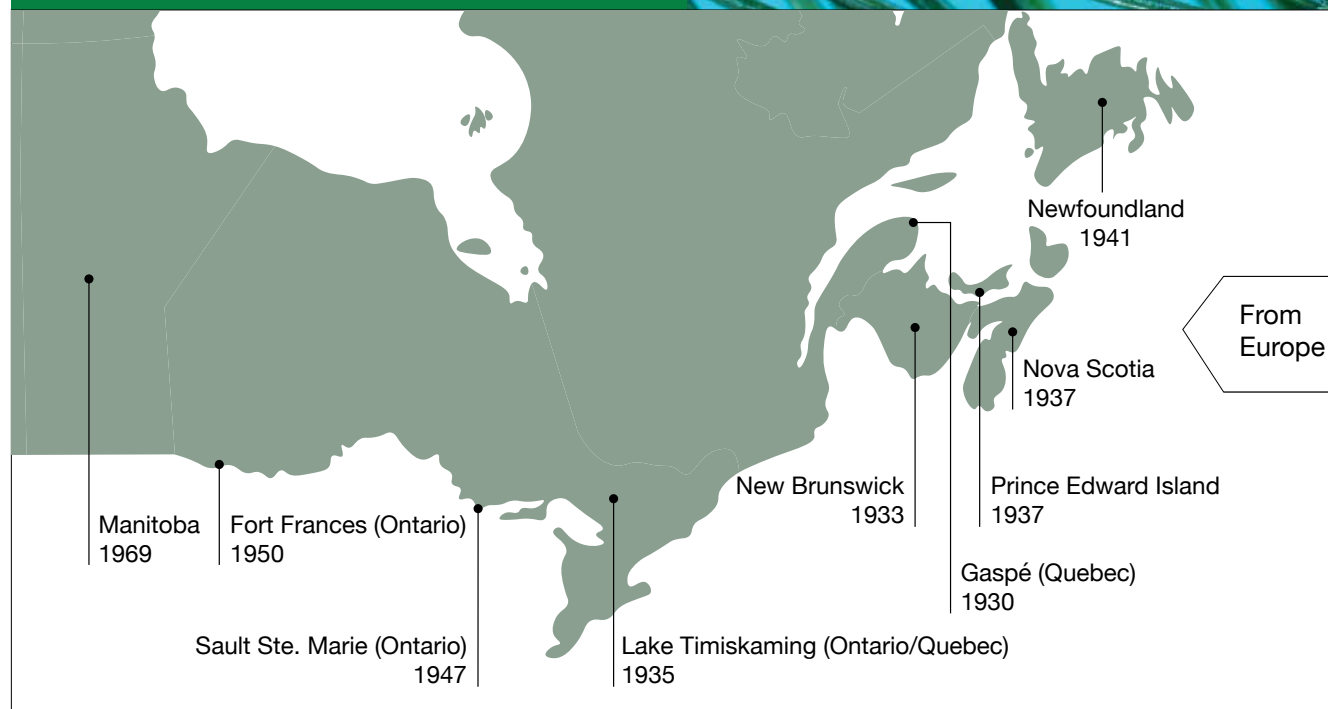 Newfoundland
1941
From
Europe
Nova Scotia
1937
New Brunswick
1933
Prince Edward Island
1937
Manitoba
1969
Fort Frances (Ontario)
1950
Gaspé (Quebec)
1930
Sault Ste. Marie (Ontario)
1947
Lake Timiskaming (Ontario/Quebec)
1935